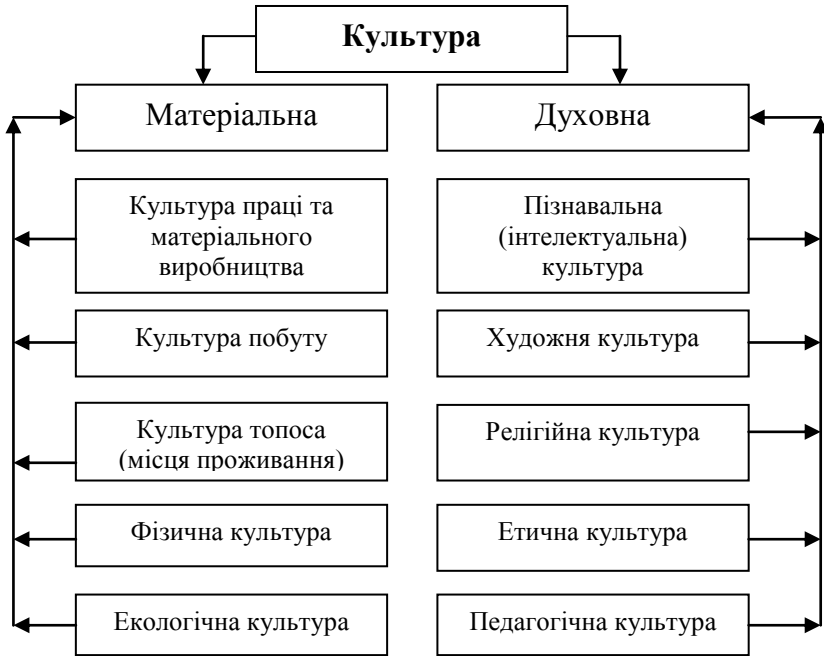 Культура
Матеріальна
Культура праці та
матеріального
виробництва
Культура побуту
Культура топоса
(місця проживання)
Фізична культура
Екологічна культура
Духовна
Пізнавальна
(інтелектуальна)
культура
Художня культура
Релігійна культура
Етична культура
Педагогічна культура